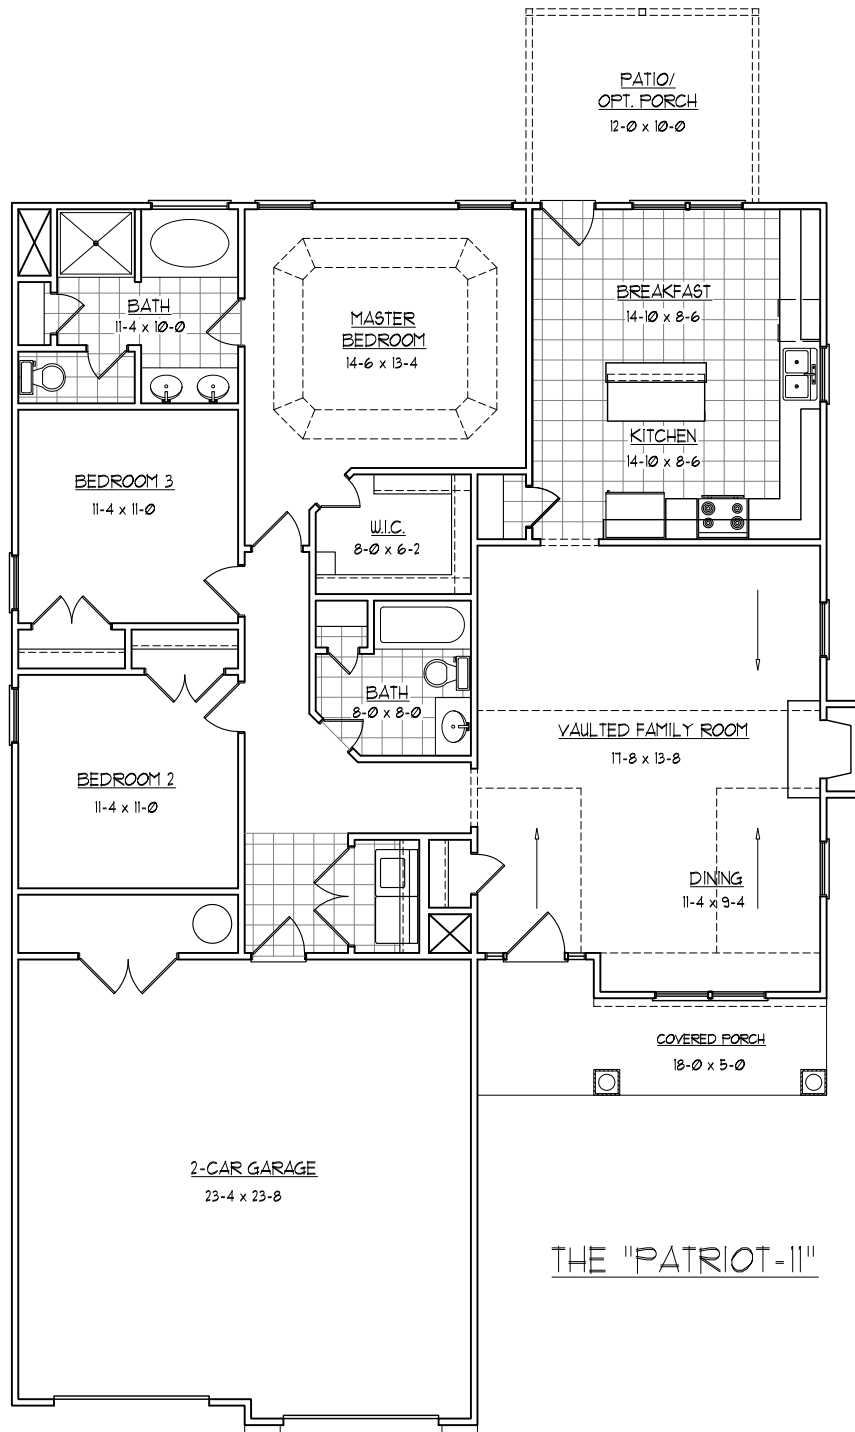 PATIO/
OPT. PORCH
12-0 x 10-0
BATH
11-4 x 10-0
MASTER
BEDROOM
14-6 x 13-4
BREAKFAST
14-10 x 8-6
KITCHEN
14-10 x 8-6
BEDROOM 3
11-4 x 11-0
W.I.C.
8-0 x 6-2
BATH
8-0 x 8-0
VAULTED FAMILY ROOM
17-8 x 13-8
BEDROOM 2
11-4 x 11-0
DINING
11-4 x 9-4
COVERED PORCH
18-0 x 5-0
2-CAR GARAGE
23-4 x 23-8
THE "PATRIOT-11"